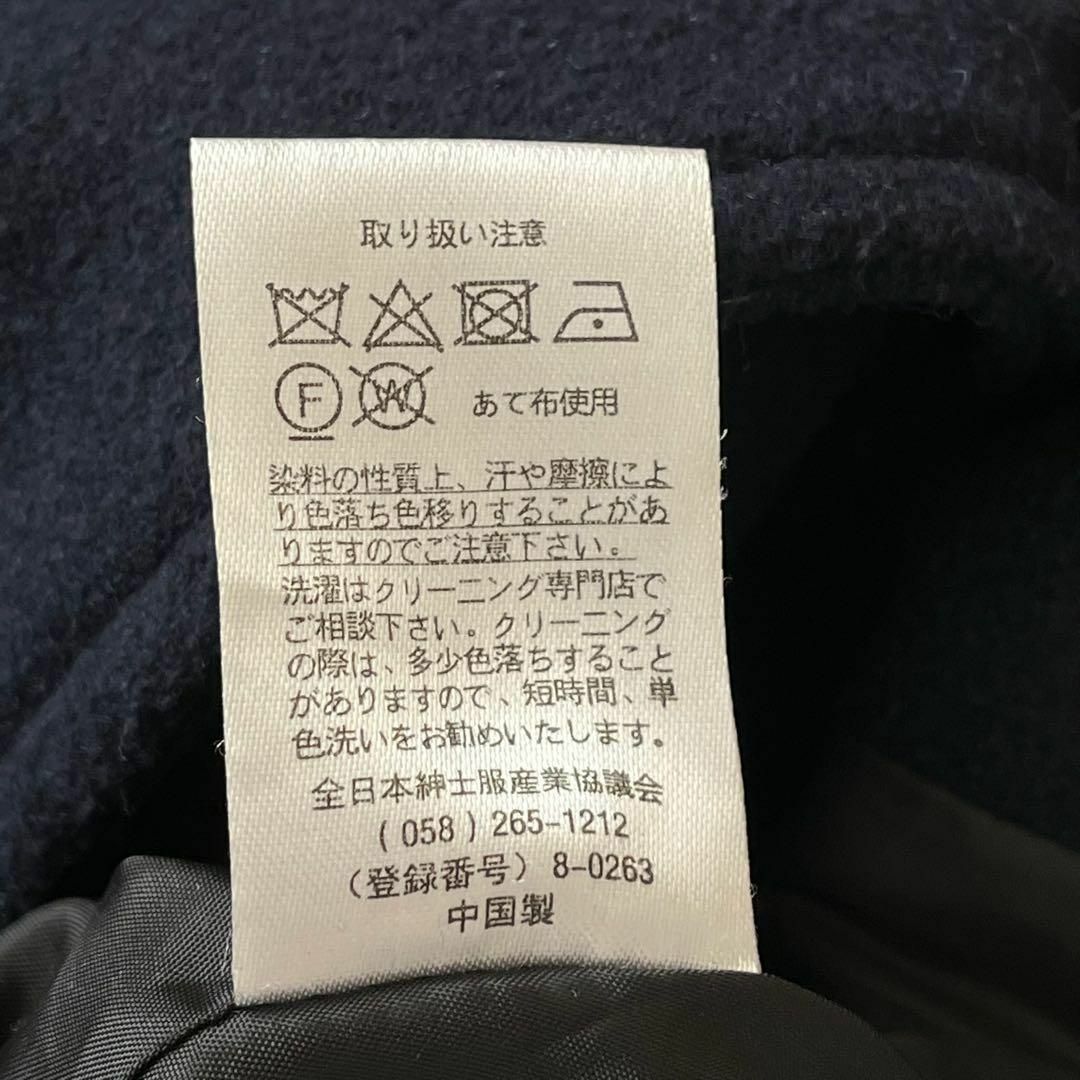 取り扱い注意
F W あて布使用
染料の性質上、汗や摩擦によ
り色落ち色移りすることがあ
りますのでご注意下さい。
洗濯はクリーニング専門店で
ご相談下さい。クリーニング
の際は、多少色落ちすること
がありますので、短時間、単
色洗いをお勧めいたします。
全日本紳士服産業協議会
(058) 265-1212
(登録番号) 8-0263
中国製